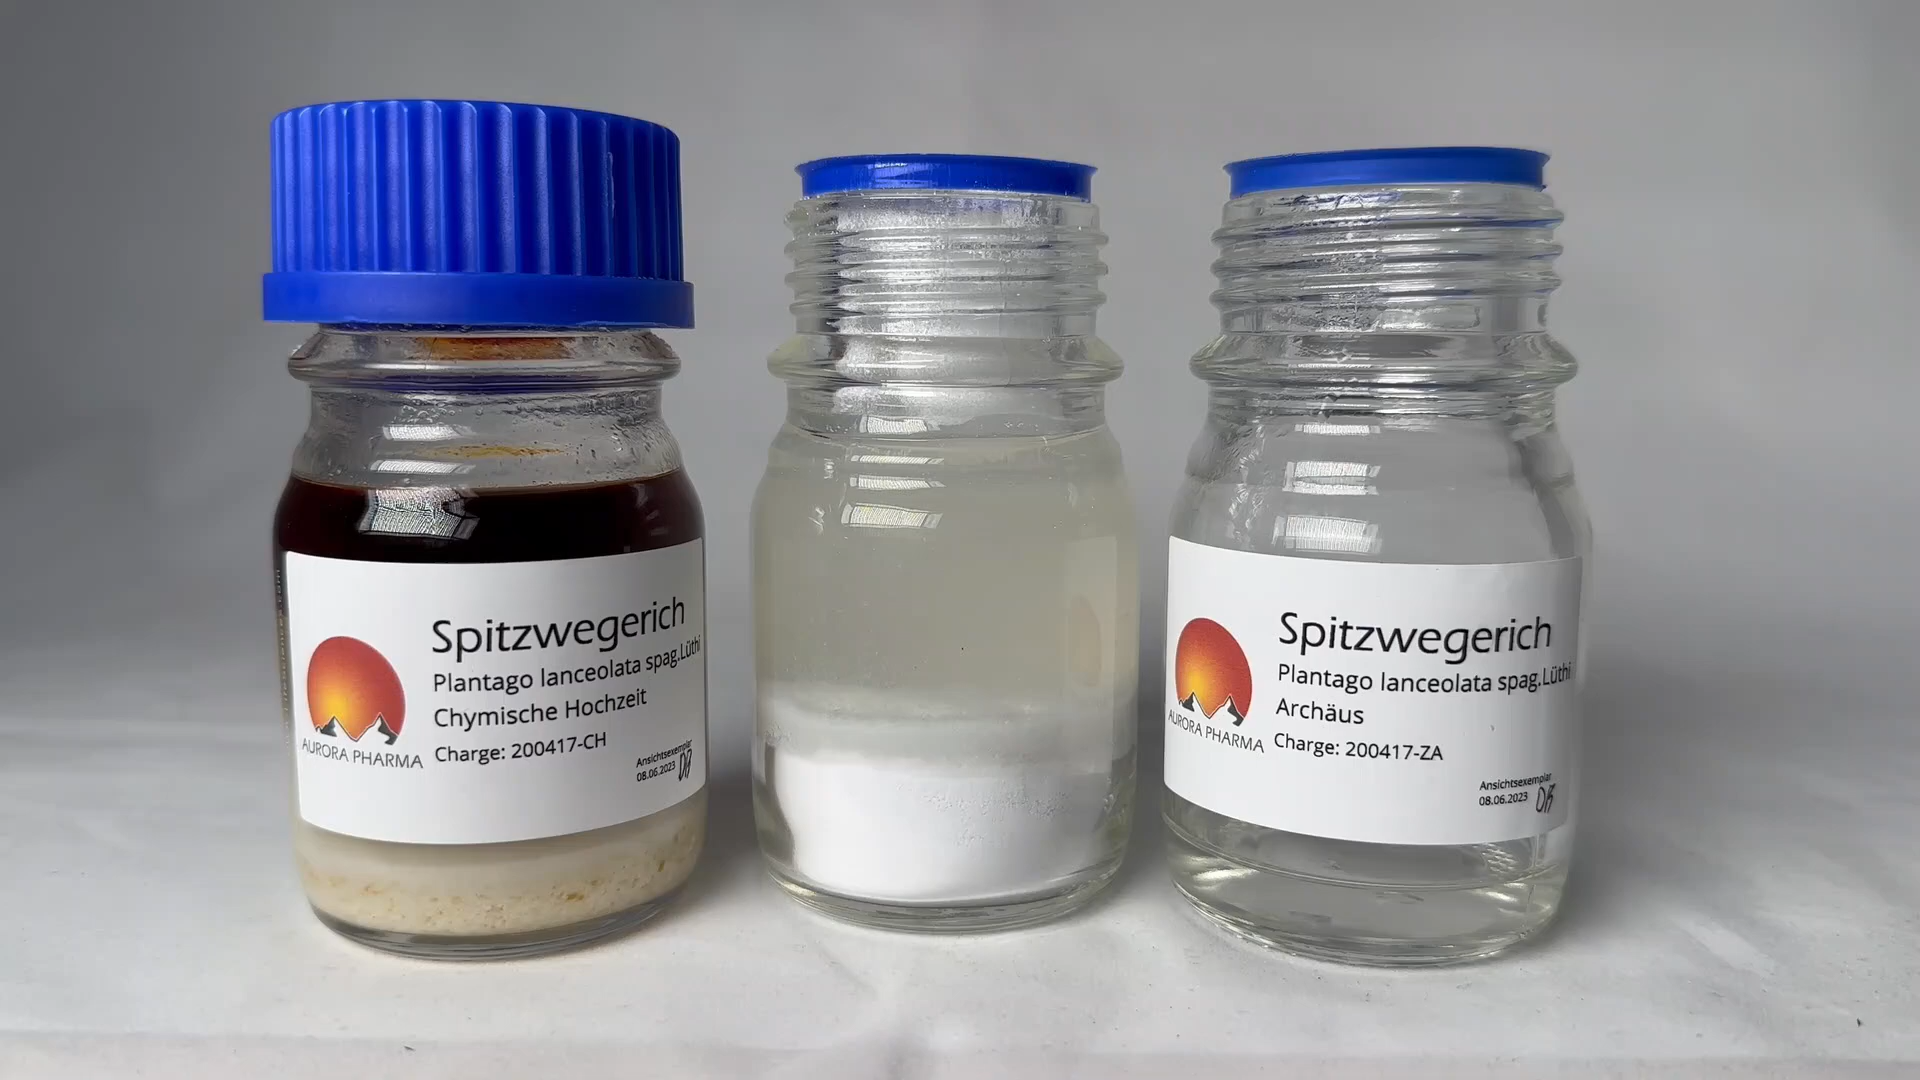 Spitzwegerich
Plantago lanceolata spag.Lüthi
Chymische Hochzeit
Charge: 200417-CH
AURORA PHARMA
Ansichtsexemplar
08.06.2023
Spitzwegerich
Plantago lanceolata spag.Lüthi
Archäus
Charge: 200417-ZA
AURORA PHARMA
Ansichtsexemplar
08.06.2023